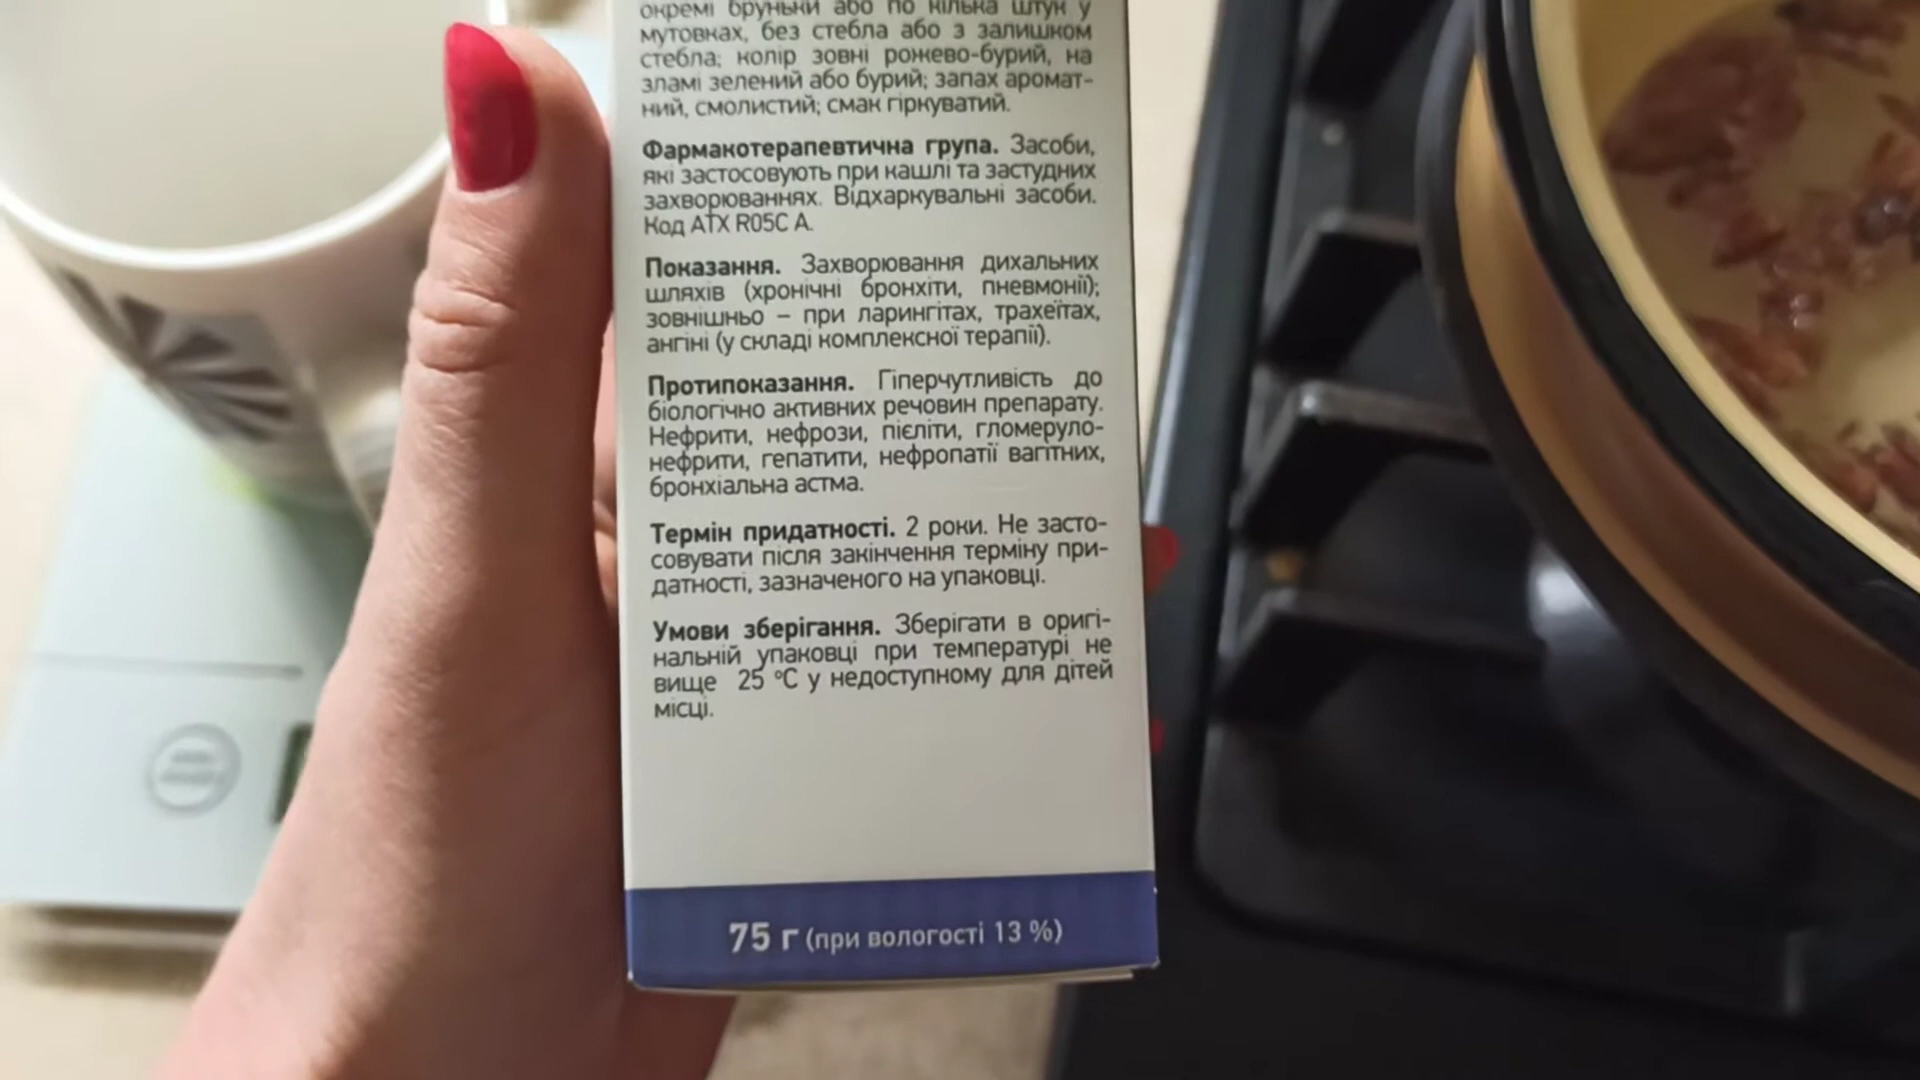 окремі бруньки або по кілька штук у
мутовках, без стебла або з залишком
стебла; колір зовні рожево-бурий, на
зламі зелений або бурий; запах аромат-
ний, смолистий; смак гіркуватий.
Фармакотерапевтична група. Засоби,
які застосовують при кашлі та застудних
захворюваннях. Відхаркувальні засоби.
Код АТХ R05C A.
Показання. Захворювання дихальних
шляхів (хронічні бронхіти, пневмонії);
зовнішньо – при ларингітах, трахеїтах,
ангіні (у складі комплексної терапії).
Протипоказання. Гіперчутливість до
біологічно активних речовин препарату.
Нефрити, нефрози, пієліти, гломеруло-
нефрити, гепатити, нефропатії вагітних,
бронхіальна астма.
Термін придатності. 2 роки. Не засто-
совувати після закінчення терміну при-
датності, зазначеного на упаковці.
Умови зберігання. Зберігати в оригі-
нальній упаковці при температурі не
вище 25 °С у недоступному для дітей
місці.
75 г (при вологості 13 %)